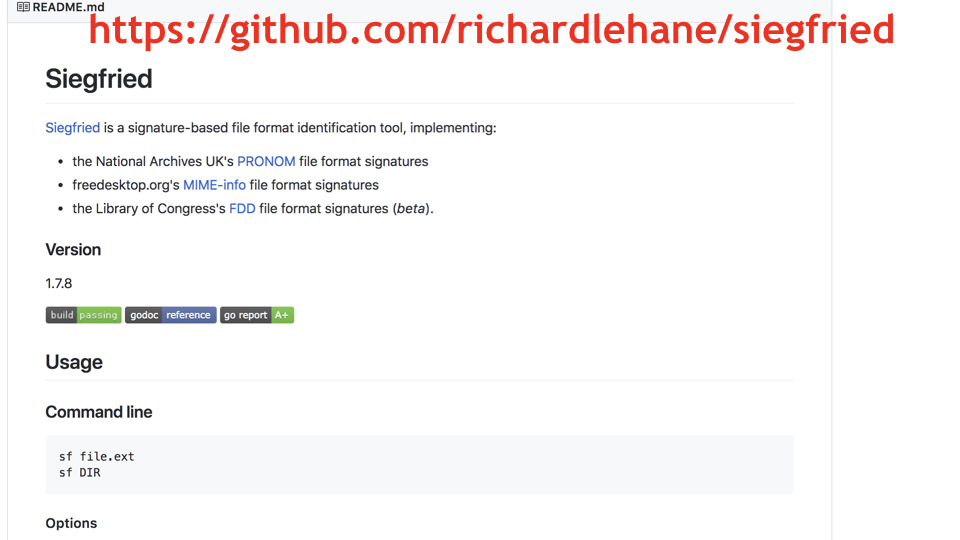 README.md
https://github.com/richardlehane/siegfried
Siegfried
Siegfried is a signature-based file format identification tool, implementing:
• the National Archives UK's PRONOM file format signatures
• freedesktop.org's MIME-info file format signatures
• the Library of Congress's FDD file format signatures (beta).
Version
1.7.8
build passing godoc reference go report A+
Usage
Command line
sf file.ext
sf DIR
Options